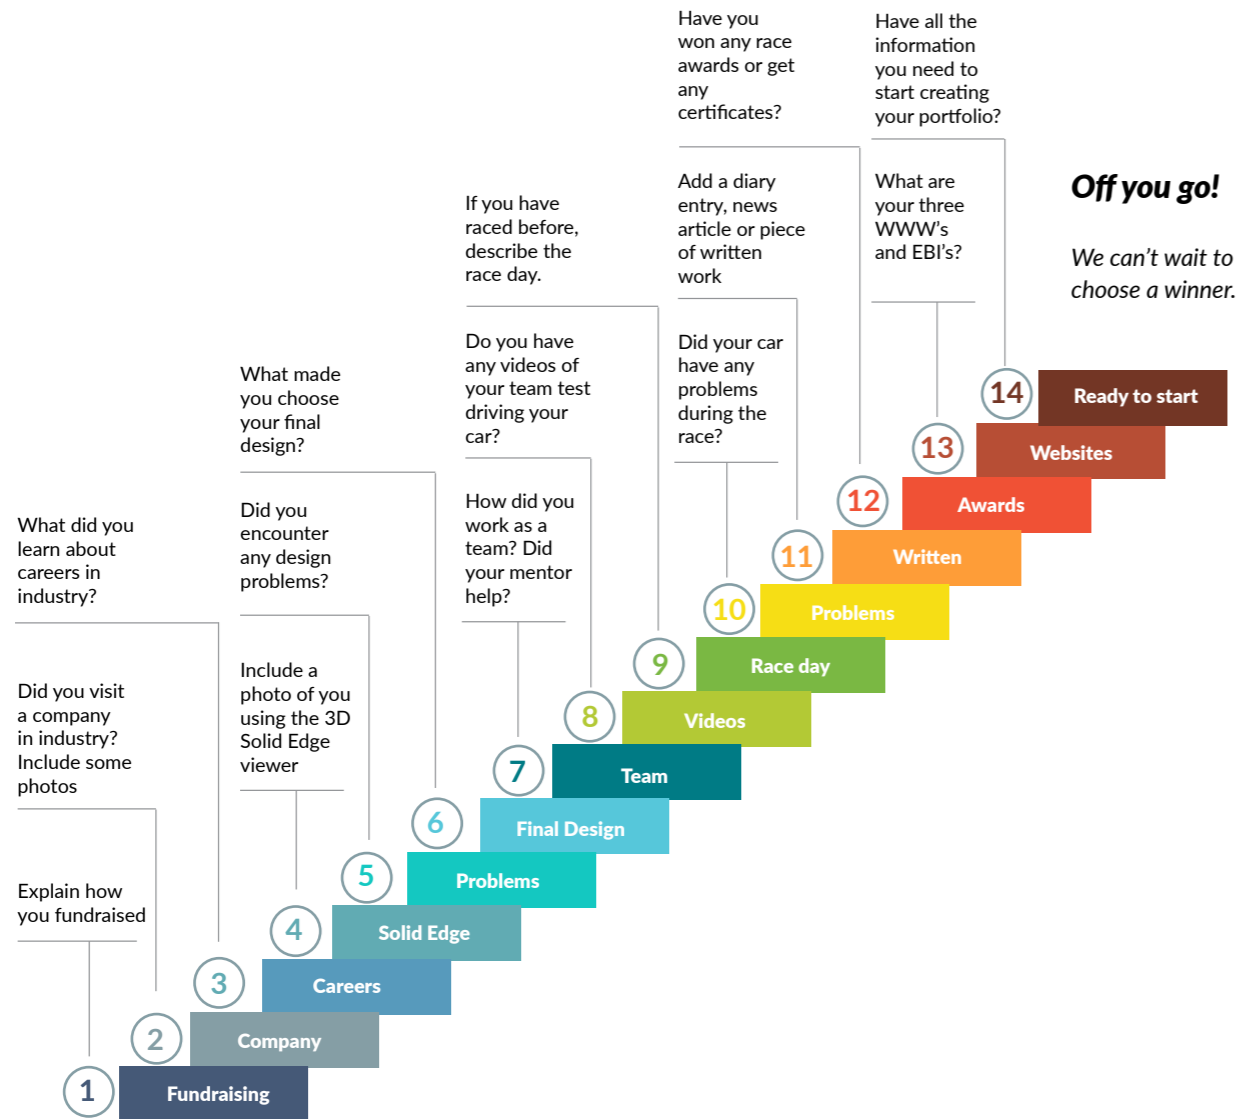 Explain how
you fundraised
1
Fundraising
Did you visit
a company
in industry?
Include some
photos
2
Company
What did you
learn about
careers in
industry?
3
Careers
Include a
photo of you
using the 3D
Solid Edge
viewer
4
Solid Edge
Did you
encounter
any design
problems?
5
Problems
What made
you choose
your final
design?
6
Final Design
How did you
work as a
team? Did
your mentor
help?
7
Team
Do you have
any videos of
your team test
driving your
car?
8
Videos
If you have
raced before,
describe the
race day.
9
Race day
Did your car
have any
problems
during the
race?
10
Problems
Add a diary
entry, news
article or piece
of written
work
11
Written
Have you
won any race
awards or get
any
certificates?
12
Awards
What are
your three
WWW's
and EBI's?
13
Websites
Have all the
information
you need to
start creating
your portfolio?
14
Ready to start
Off you go!
We can't wait to
choose a winner.